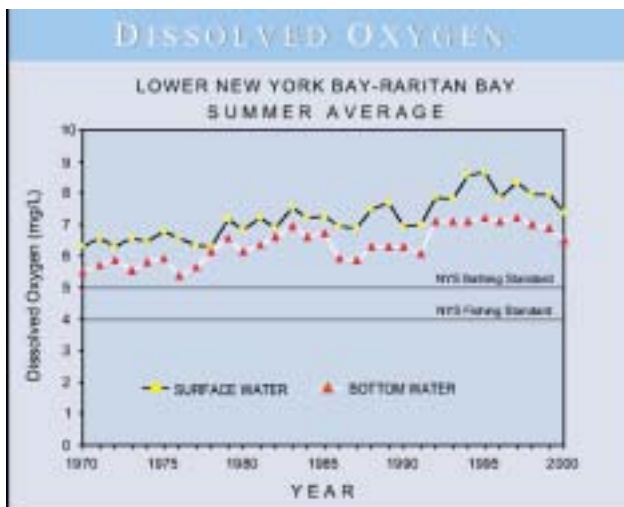 DISSOLVED OXYGEN
LOWER NEW YORK BAY-RARITAN BAY
SUMMER AVERAGE
10
9
8
7
6
5
4
3
2
1
0
Dissolved Oxygen (mg/L)
NYS Bathing Standard
NYS Fishing Standard
SURFACE WATER
BOTTOM WATER
1970 1975 1980 1985 1990 1995 2000
YEAR